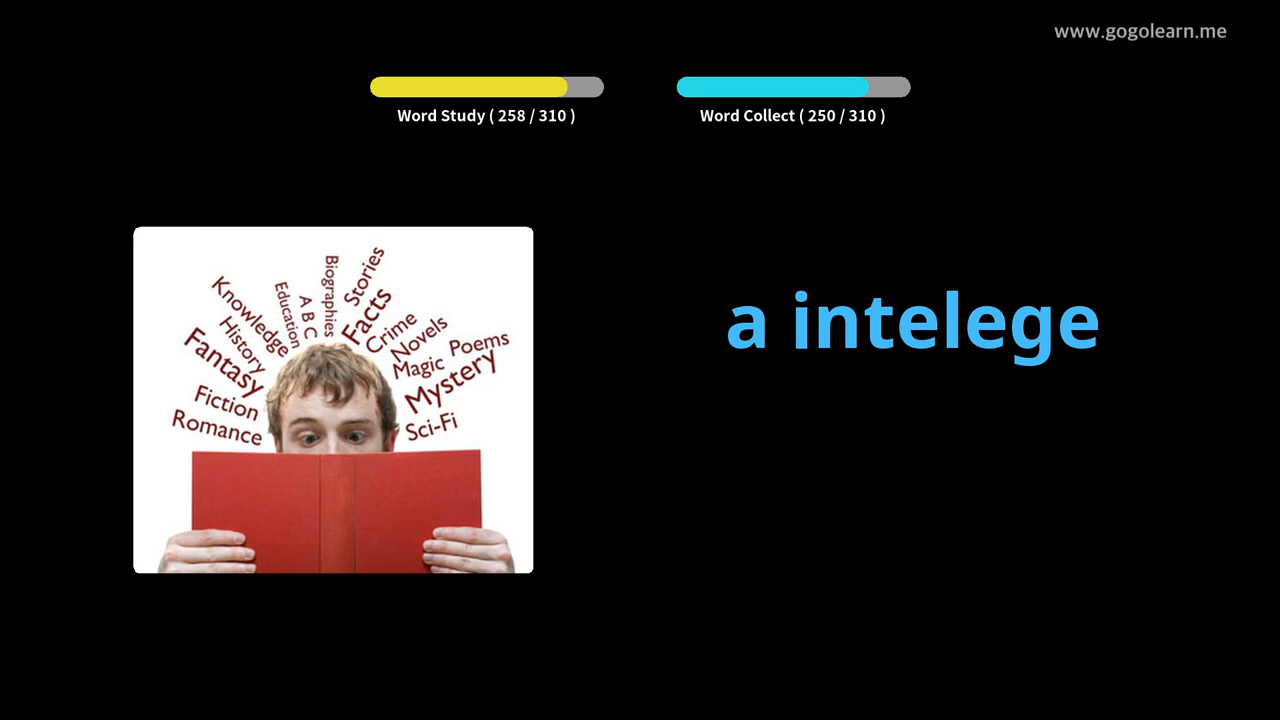 www.gogolearn.me
Word Study ( 258 / 310 )
Word Collect ( 250 / 310 )
a intelege
Knowledge
History
Fantasy
Fiction
Romance
Education
A B C
Biographies
Stories
Facts
Crime
Novels
Magic
Poems
Mystery
Sci-Fi